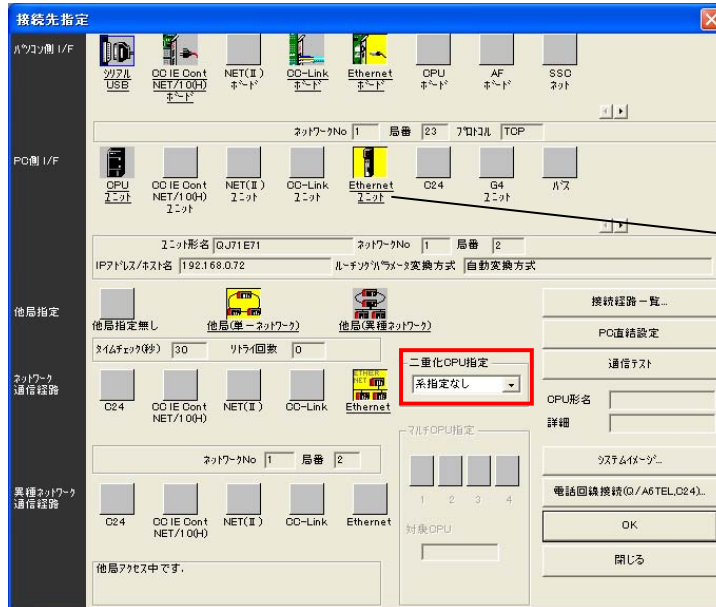 接続先指定
パソコン側 I/F
シリアル
USB
CC IE Cont
NET/10(H)
ボード
NET(Ⅱ)
ボード
CC-Link
ボード
Ethernet
ボード
CPU
ボード
AF
ボード
SSC
ネット
ネットワークNo 1 局番 23 プロトコル TCP
PC側 I/F
CPU
ユニット
CC IE Cont
NET/10(H)
ユニット
NET(Ⅱ)
ユニット
CC-Link
ユニット
Ethernet
ユニット
C24
G4
ユニット
バス
ユニット形名 QJ71E71 ネットワークNo 1 局番 2
IPアドレス/ホスト名 192.168.0.72 ルーチングパラメータ変換方式 自動変換方式
他局指定
他局指定無し
他局(単一ネットワーク)
他局(異種ネットワーク)
タイムチェック(秒) 30 リトライ回数 0
接続経路一覧...
PC直結設定
通信テスト
二重化CPU指定
系指定なし
CPU形名
詳細
ネットワーク
通信経路
C24
CC IE Cont
NET/10(H)
NET(Ⅱ)
CC-Link
ETHER
NET
Ethernet
ネットワークNo 1 局番 2
マルチCPU指定
1 2 3 4
対象CPU
システムイメージ...
電話回線接続(Q/A6TEL,C24)...
OK
閉じる
異種ネットワーク
通信経路
C24
CC IE Cont
NET/10(H)
NET(Ⅱ)
CC-Link
Ethernet
他局アクセス中です.